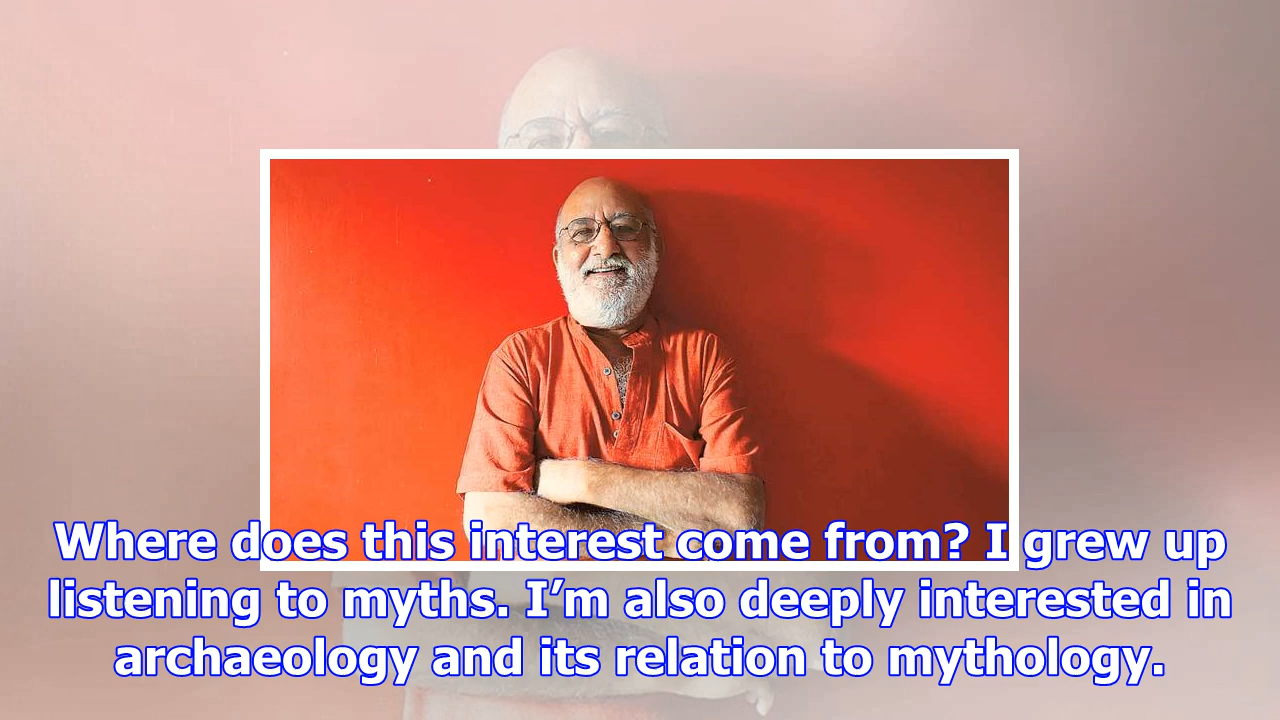 Where does this interest come from? I grew up
listening to myths. I’m also deeply interested in
archaeology and its relation to mythology.